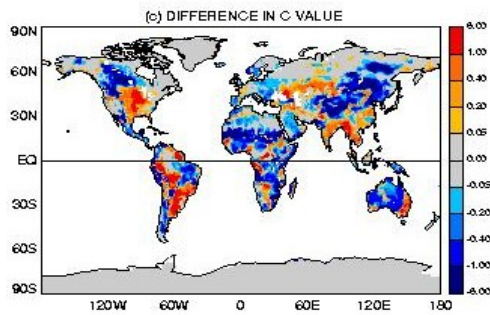 (c) DIFFERENCE IN C VALUE
90N
60N
30N
EQ
30S
60S
90S
120W 60W 0 60E 120E 180
6.00
1.00
0.40
0.20
0.05
0.00
-0.05
-0.20
-0.40
-1.00
-6.00